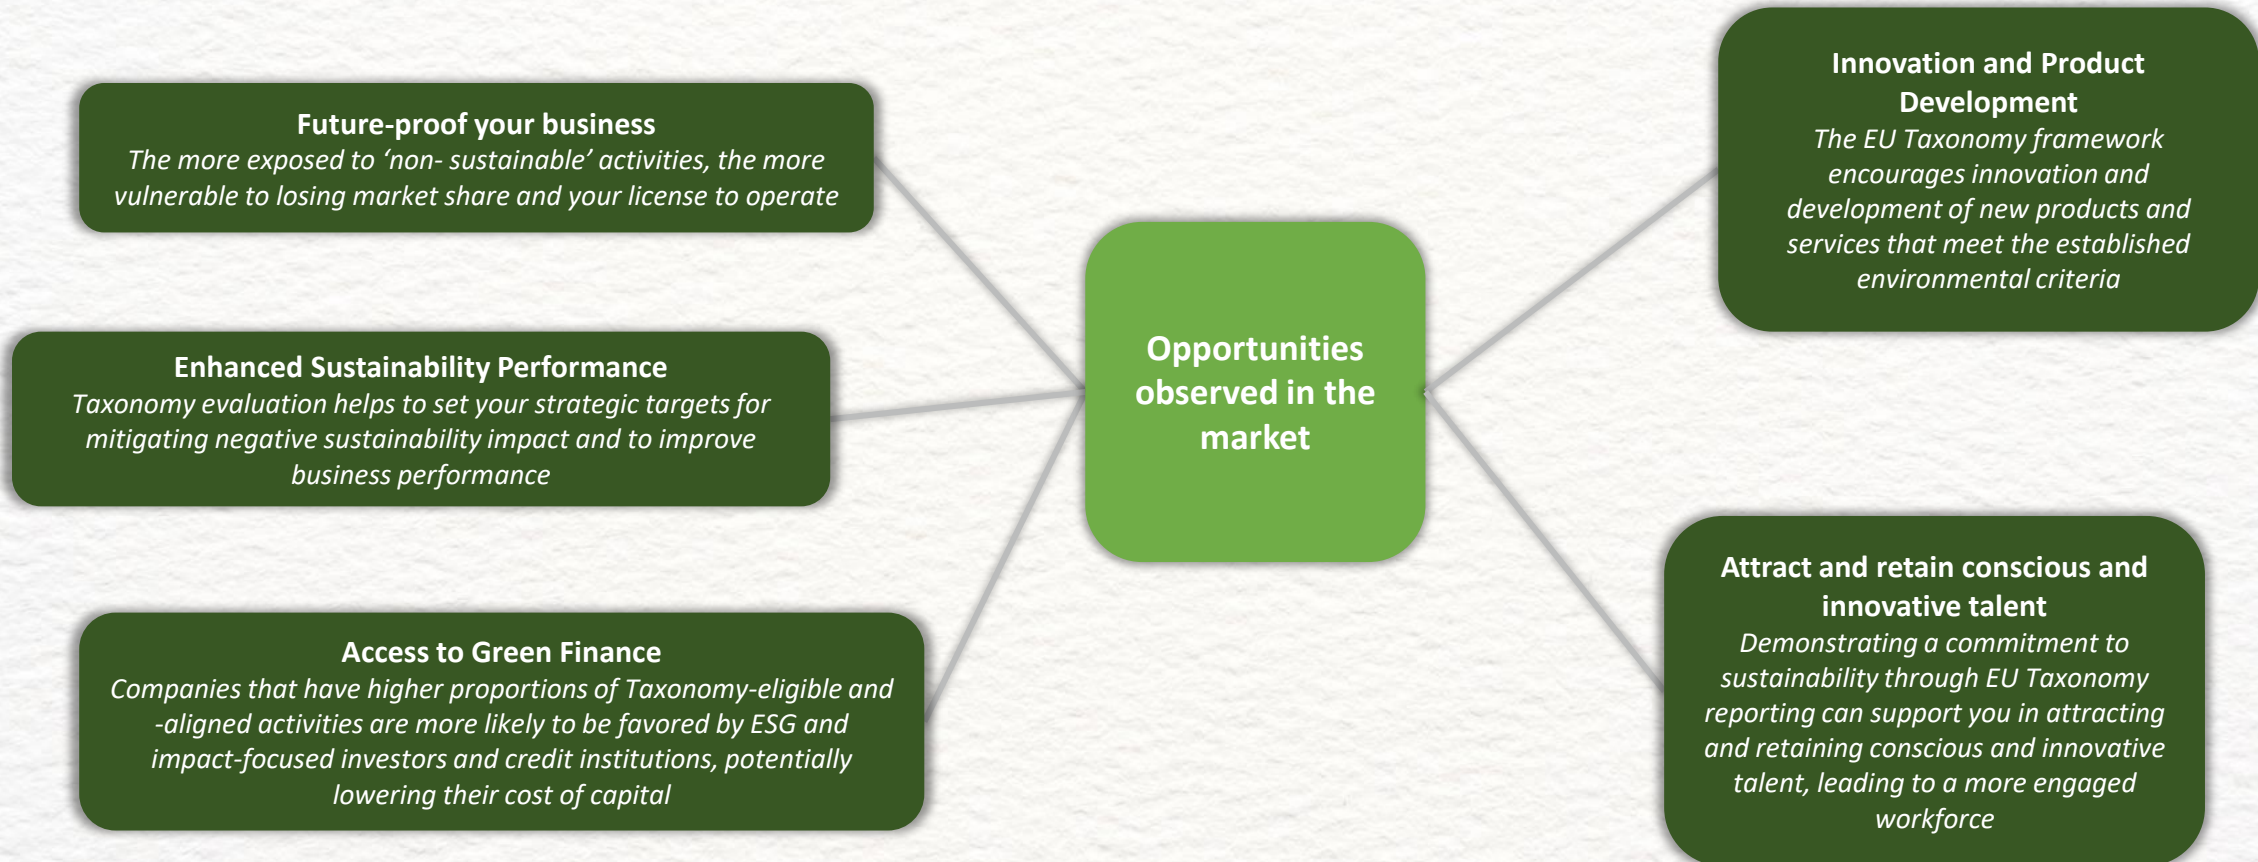 Future-proof your business
The more exposed to ‘non- sustainable’ activities, the more
vulnerable to losing market share and your license to operate
Enhanced Sustainability Performance
Taxonomy evaluation helps to set your strategic targets for
mitigating negative sustainability impact and to improve
business performance
Access to Green Finance
Companies that have higher proportions of Taxonomy-eligible and
-aligned activities are more likely to be favored by ESG and
impact-focused investors and credit institutions, potentially
lowering their cost of capital
Opportunities
observed in the
market
Innovation and Product
Development
The EU Taxonomy framework
encourages innovation and
development of new products and
services that meet the established
environmental criteria
Attract and retain conscious and
innovative talent
Demonstrating a commitment to
sustainability through EU Taxonomy
reporting can support you in attracting
and retaining conscious and innovative
talent, leading to a more engaged
workforce